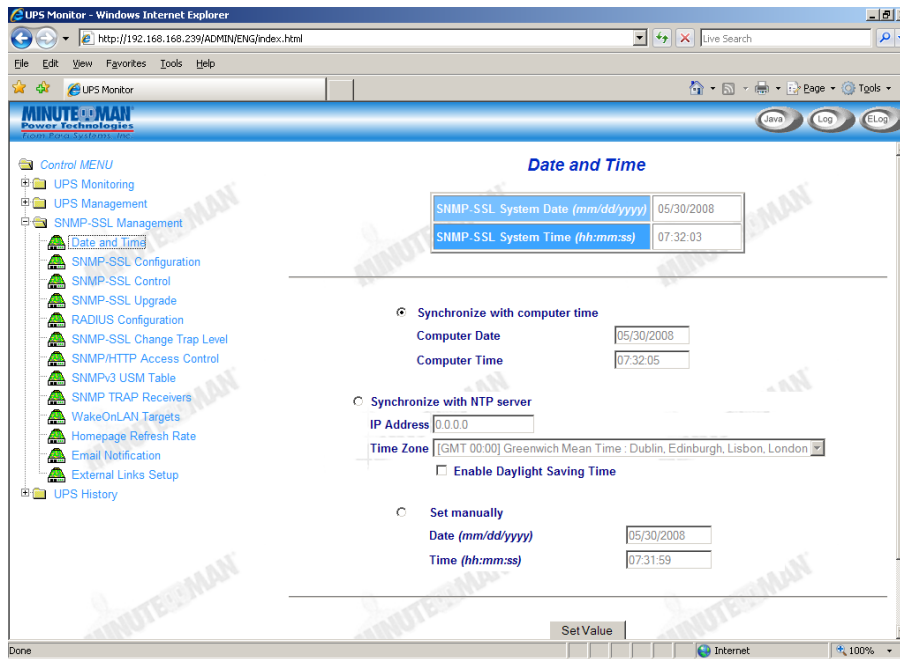 UPS Monitor - Windows Internet Explorer
http://192.168.168.239/ADMIN/ENG/index.html
Live Search
File Edit View Favorites Tools Help
UPS Monitor
Page Tools
MINUTEMAN
Power Technologies
From Para Systems, Inc.
Java Log ELog
Control MENU
UPS Monitoring
UPS Management
SNMP-SSL Management
Date and Time
SNMP-SSL Configuration
SNMP-SSL Control
SNMP-SSL Upgrade
RADIUS Configuration
SNMP-SSL Change Trap Level
SNMP/HTTP Access Control
SNMPv3 USM Table
SNMP TRAP Receivers
WakeOnLAN Targets
Homepage Refresh Rate
Email Notification
External Links Setup
UPS History
Date and Time
SNMP-SSL System Date (mm/dd/yyyy) 05/30/2008
SNMP-SSL System Time (hh:mm:ss) 07:32:03
Synchronize with computer time
Computer Date 05/30/2008
Computer Time 07:32:05
Synchronize with NTP server
IP Address 0.0.0.0
Time Zone [GMT 00:00] Greenwich Mean Time : Dublin, Edinburgh, Lisbon, London
Enable Daylight Saving Time
Set manually
Date (mm/dd/yyyy) 05/30/2008
Time (hh:mm:ss) 07:31:59
Set Value
Done Internet 100%